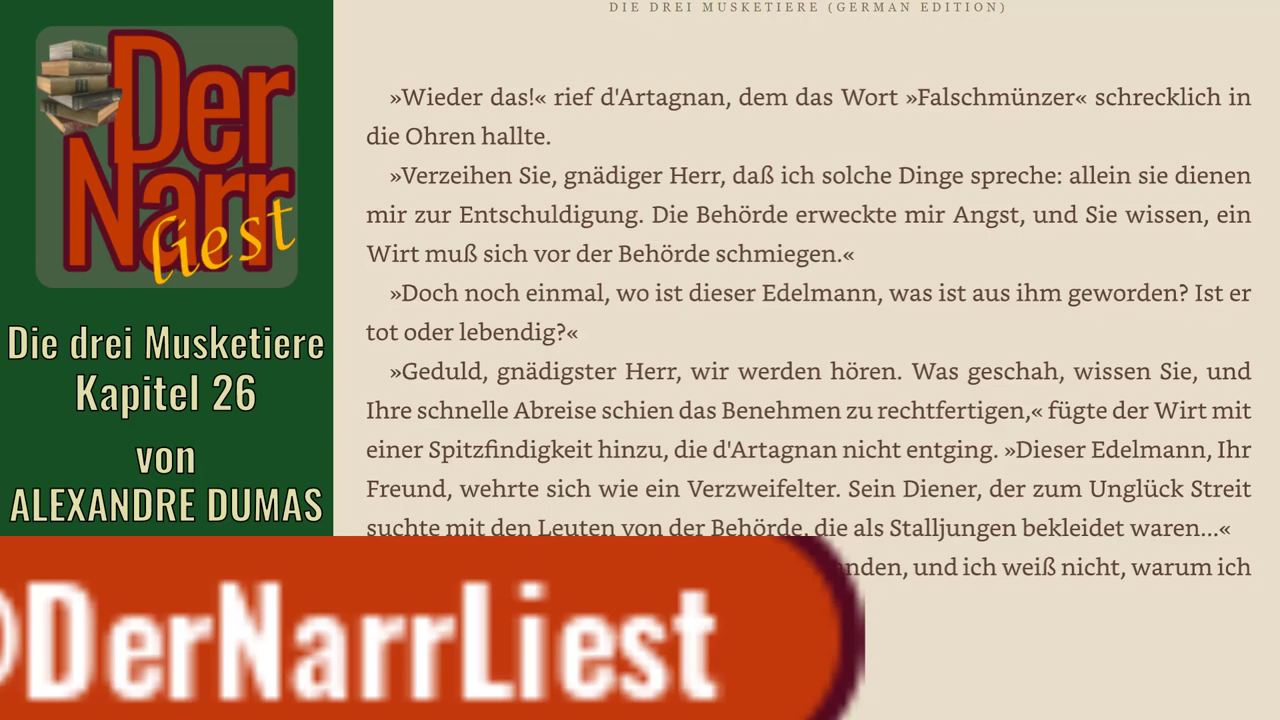 Der
Narr
liest
Die drei Musketiere
Kapitel 26
von
ALEXANDRE DUMAS
DIE DREI MUSKETIERE (GERMAN EDITION)
»Wieder das!« rief d'Artagnan, dem das Wort »Falschmünzer« schrecklich in
die Ohren hallte.
»Verzeihen Sie, gnädiger Herr, daß ich solche Dinge spreche: allein sie dienen
mir zur Entschuldigung. Die Behörde erweckte mir Angst, und Sie wissen, ein
Wirt muß sich vor der Behörde schmiegen.«
»Doch noch einmal, wo ist dieser Edelmann, was ist aus ihm geworden? Ist er
tot oder lebendig?«
»Geduld, gnädigster Herr, wir werden hören. Was geschah, wissen Sie, und
Ihre schnelle Abreise schien das Benehmen zu rechtfertigen,« fügte der Wirt mit
einer Spitzfindigkeit hinzu, die d'Artagnan nicht entging. »Dieser Edelmann, Ihr
Freund, wehrte sich wie ein Verzweifelter. Sein Diener, der zum Unglück Streit
suchte mit den Leuten von der Behörde, die als Stalljungen bekleidet waren...«
und ich weiß nicht, warum ich
@DerNarrLiest